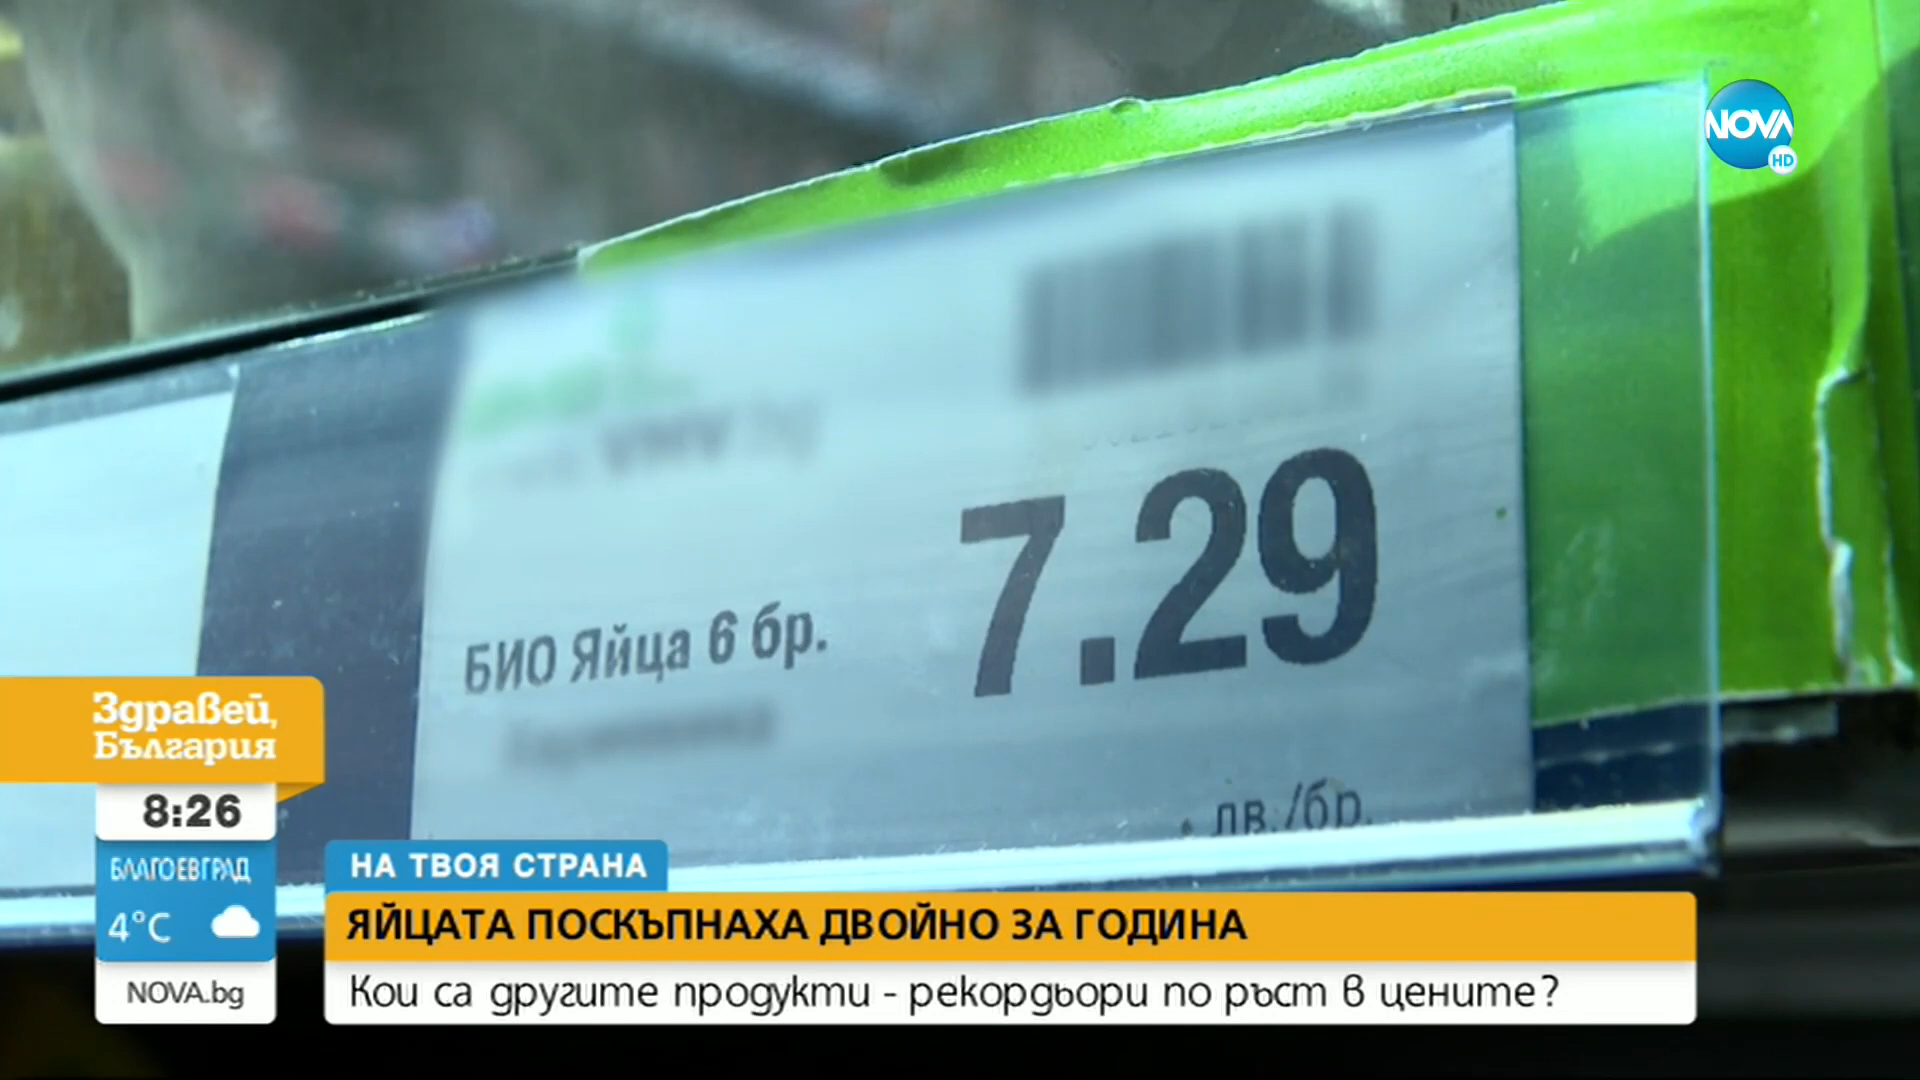 NOVA
HD
7.29
БИО Яйца 6 бр.
лв./бр.
Здравей,
България
8:26
БЛАГОЕВГРАД
4°C
NOVA.bg
НА ТВОЯ СТРАНА
ЯЙЦАТА ПОСКЪПНАХА ДВОЙНО ЗА ГОДИНА
Кои са другите продукти - рекордьори по ръст в цените?